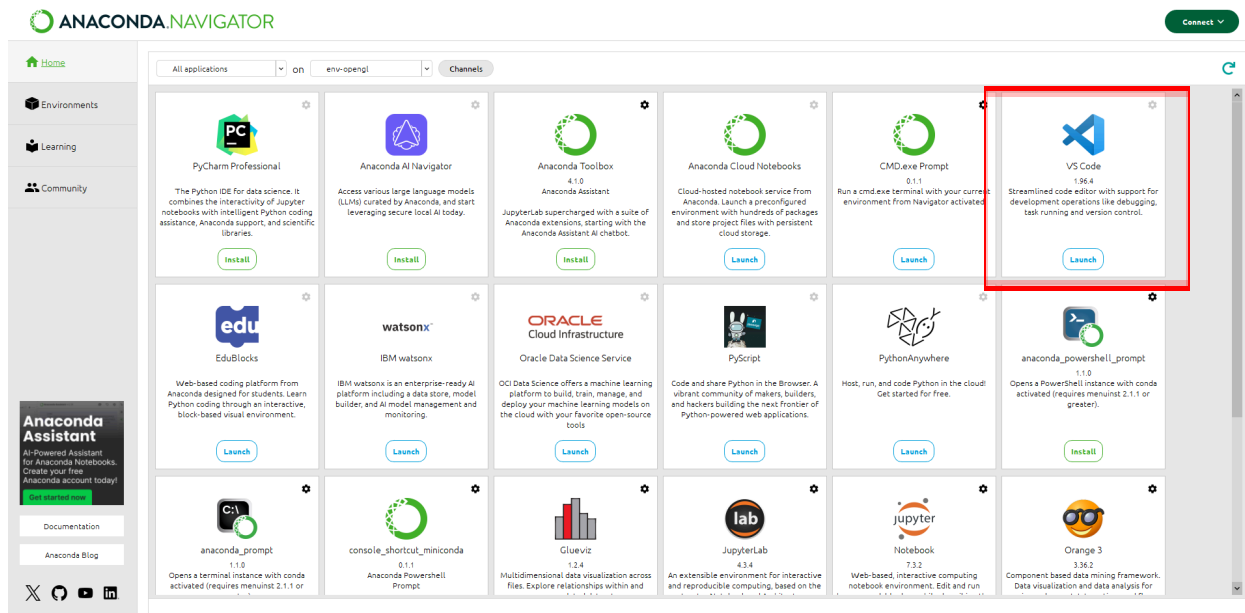 ANACONDA.NAVIGATOR
Connect
Home
Environments
Learning
Community
All applications
on
env-opengl
Channels
PC
PyCharm Professional
The Python IDE for data science. It
combines the interactivity of Jupyter
notebooks with intelligent Python coding
assistance, Anaconda support, and scientific
libraries.
Install
Anaconda AI Navigator
Access various large language models
(LLMs) curated by Anaconda, and start
leveraging secure local AI today.
Install
Anaconda Toolbox
4.1.0
Anaconda Assistant
JupyterLab supercharged with a suite of
Anaconda extensions, starting with the
Anaconda Assistant AI chatbot.
Install
Anaconda Cloud Notebooks
Cloud-hosted notebook service from
Anaconda. Launch a preconfigured
environment with hundreds of packages
and store project files with persistent
cloud storage.
Launch
CMD.exe Prompt
0.1.1
Run a cmd.exe terminal with your current
environment from Navigator activated
Launch
VS Code
1.96.4
Streamlined code editor with support for
development operations like debugging,
task running and version control.
Launch
edu
EduBlocks
Web-based coding platform from
Anaconda designed for students. Learn
Python coding through an interactive,
block-based visual environment.
Launch
watsonx
IBM watsonx
IBM watsonx is an enterprise-ready AI
platform including a data store, model
builder, and AI model management and
monitoring.
Launch
ORACLE
Cloud Infrastructure
Oracle Data Science Service
OCI Data Science offers a machine learning
platform to build, train, manage, and
deploy your machine learning models on
the cloud with your favorite open-source
tools
Launch
PyScript
Code and share Python in the Browser. A
vibrant community of makers, builders,
and hackers building the next Frontier of
Python-powered web applications.
Launch
PythonAnywhere
Host, run, and code Python in the cloud!
Get started for free.
Launch
anaconda_powershell_prompt
1.1.0
Opens a PowerShell instance with conda
activated (requires menuinst 2.1.1 or
greater).
Install
C:\
anaconda_prompt
1.1.0
Opens a terminal instance with conda
activated (requires menuinst 2.1.1 or
console_shortcut_miniconda
0.1.1
Anaconda Powershell
Prompt
Glueviz
1.2.4
Multidimensional data visualization across
files. Explore relationships within and
lab
JupyterLab
4.3.4
An extensible environment for interactive
and reproducible computing, based on the
jupyter
Notebook
7.3.2
Web-based, interactive computing
notebook environment. Edit and run
Orange 3
3.36.2
Component based data mining framework.
Data visualization and data analysis for
Anaconda
Assistant
AI-Powered Assistant
for Anaconda Notebooks.
Create your free
Anaconda account today!
Get started now
Documentation
Anaconda Blog